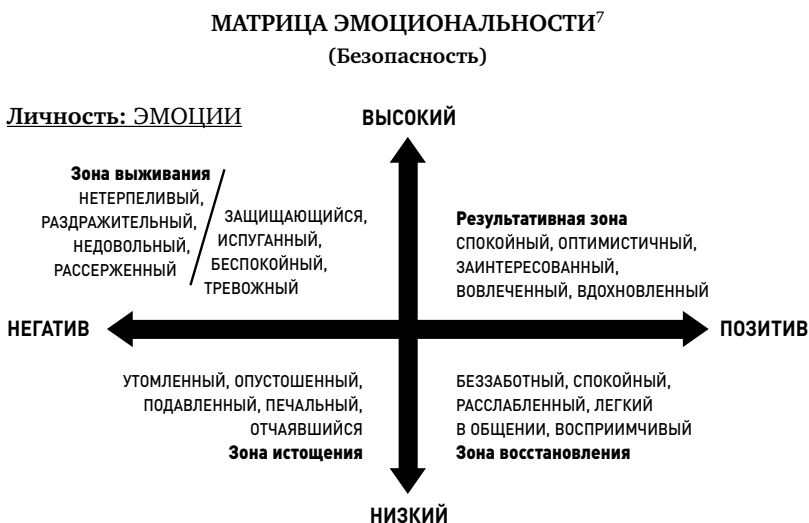 МАТРИЦА ЭМОЦИОНАЛЬНОСТИ7
(Безопасность)
Личность: ЭМОЦИИ
ВЫСОКИЙ
Зона выживания
НЕТЕРПЕЛИВЫЙ,
РАЗДРАЖИТЕЛЬНЫЙ,
НЕДОВОЛЬНЫЙ,
РАССЕРЖЕННЫЙ
ЗАЩИЩАЮЩИЙСЯ,
ИСПУГАННЫЙ,
БЕСПОКОЙНЫЙ,
ТРЕВОЖНЫЙ
Результативная зона
СПОКОЙНЫЙ, ОПТИМИСТИЧНЫЙ,
ЗАИНТЕРЕСОВАННЫЙ,
ВОВЛЕЧЕННЫЙ, ВДОХНОВЛЕННЫЙ
НЕГАТИВ
ПОЗИТИВ
УТОМЛЕННЫЙ, ОПУСТОШЕННЫЙ,
ПОДАВЛЕННЫЙ, ПЕЧАЛЬНЫЙ,
ОТЧАЯВШИЙСЯ
Зона истощения
БЕЗЗАБОТНЫЙ, СПОКОЙНЫЙ,
РАССЛАБЛЕННЫЙ, ЛЕГКИЙ
В ОБЩЕНИИ, ВОСПРИИМЧИВЫЙ
Зона восстановления
НИЗКИЙ